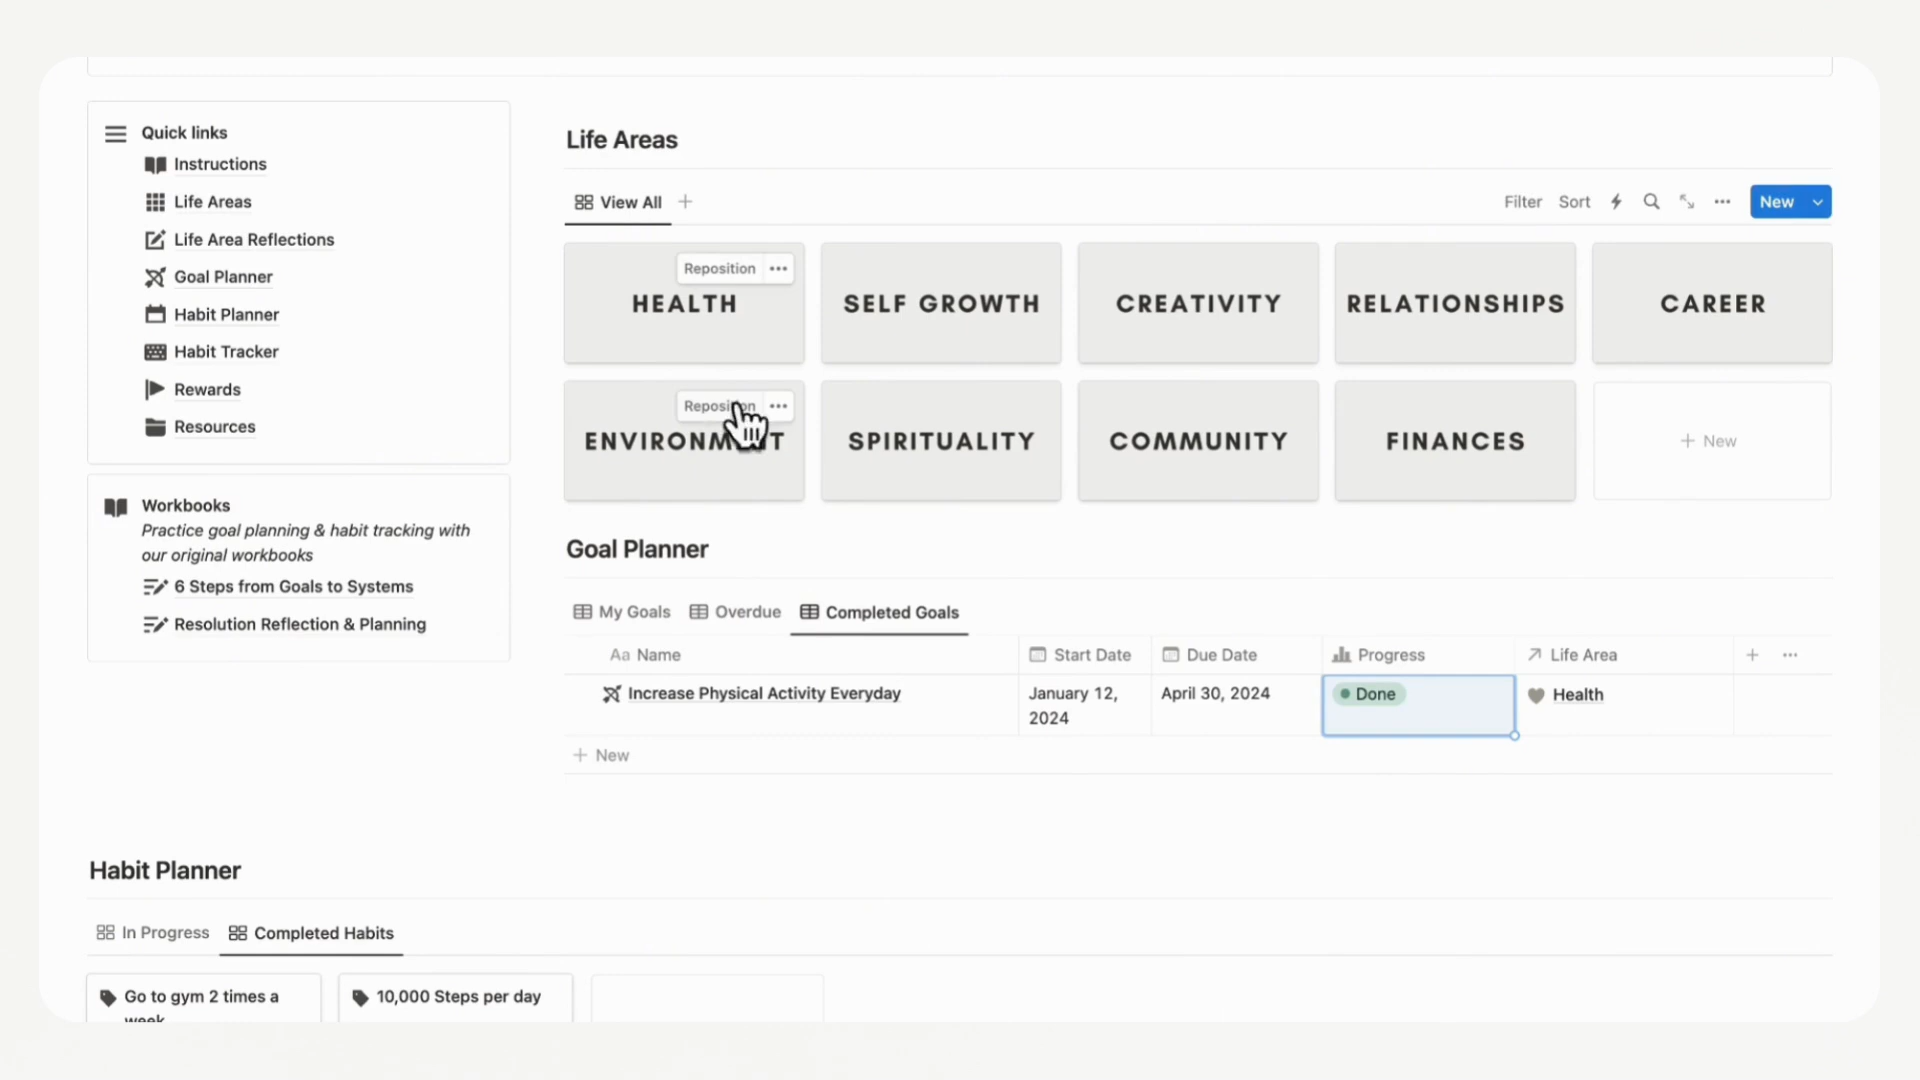 Quick links
Instructions
Life Areas
Life Area Reflections
Goal Planner
Habit Planner
Habit Tracker
Rewards
Resources
Workbooks
Practice goal planning & habit tracking with
our original workbooks
6 Steps from Goals to Systems
Resolution Reflection & Planning
Life Areas
View All
Filter Sort New
Reposition
HEALTH SELF GROWTH CREATIVITY RELATIONSHIPS CAREER
Reposition
ENVIRONMENT SPIRITUALITY COMMUNITY FINANCES + New
Goal Planner
My Goals Overdue Completed Goals
Aa Name Start Date Due Date Progress Life Area
Increase Physical Activity Everyday January 12, April 30, 2024 Done Health
2024
+ New
Habit Planner
In Progress Completed Habits
Go to gym 2 times a 10,000 Steps per day
week